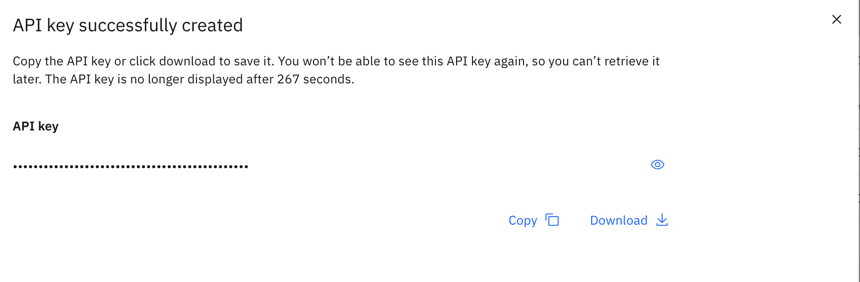 API key successfully created
Copy the API key or click download to save it. You won’t be able to see this API key again, so you can’t retrieve it
later. The API key is no longer displayed after 267 seconds.
API key
••••••••••••••••••••••••••••••••••••••••••••
Copy
Download